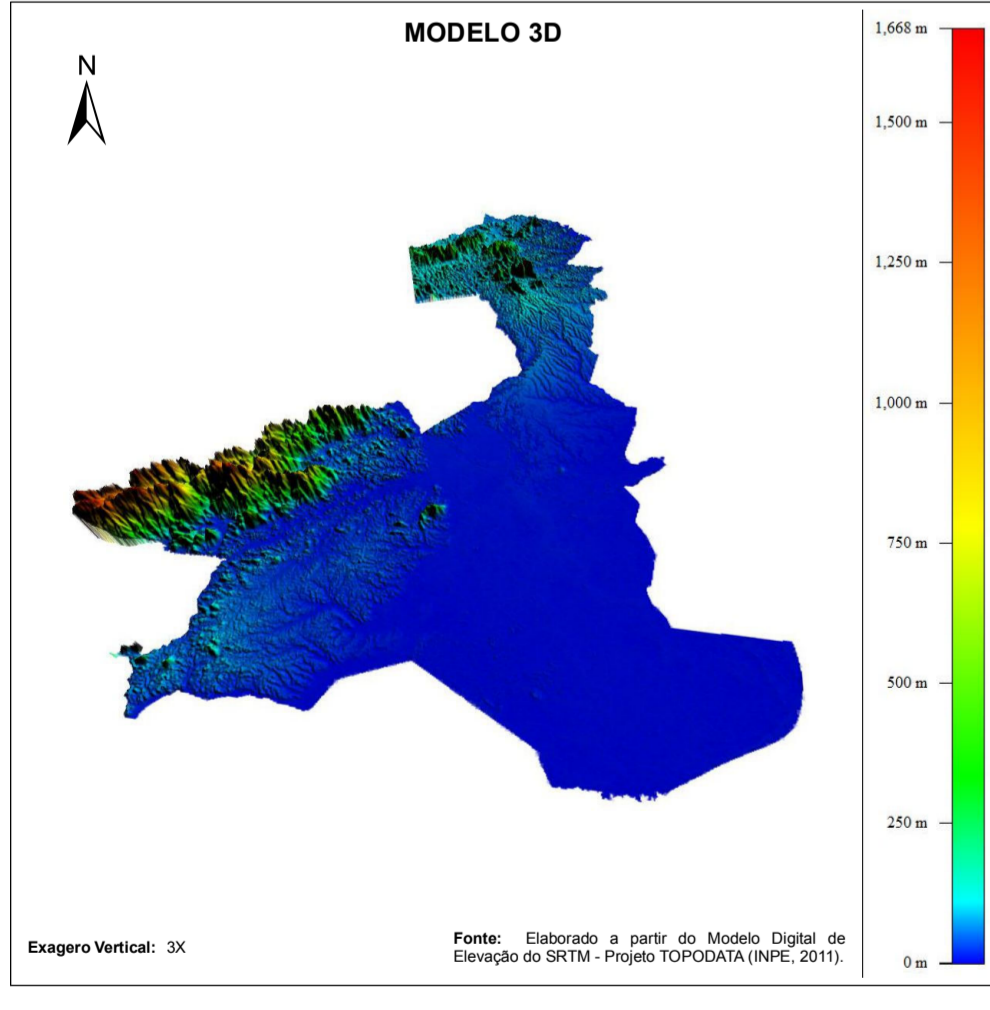 MODELO 3D
N
1,668 m
1,500 m
1,250 m
1,000 m
750 m
500 m
250 m
0 m
Exagero Vertical: 3X
Fonte: Elaborado a partir do Modelo Digital de
Elevação do SRTM - Projeto TOPODATA (INPE, 2011).